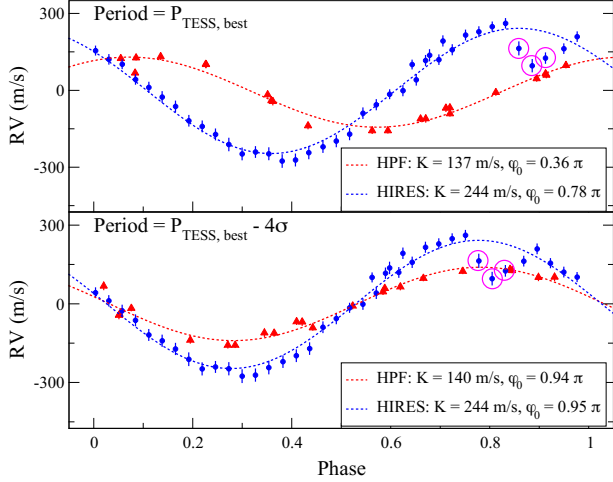 Period = P_TESS, best
300
0
-300
RV (m/s)
HPF: K = 137 m/s, φ₀ = 0.36 π
HIRES: K = 244 m/s, φ₀ = 0.78 π
Period = P_TESS, best - 4σ
300
0
-300
RV (m/s)
HPF: K = 140 m/s, φ₀ = 0.94 π
HIRES: K = 244 m/s, φ₀ = 0.95 π
0 0.2 0.4 0.6 0.8 1
Phase